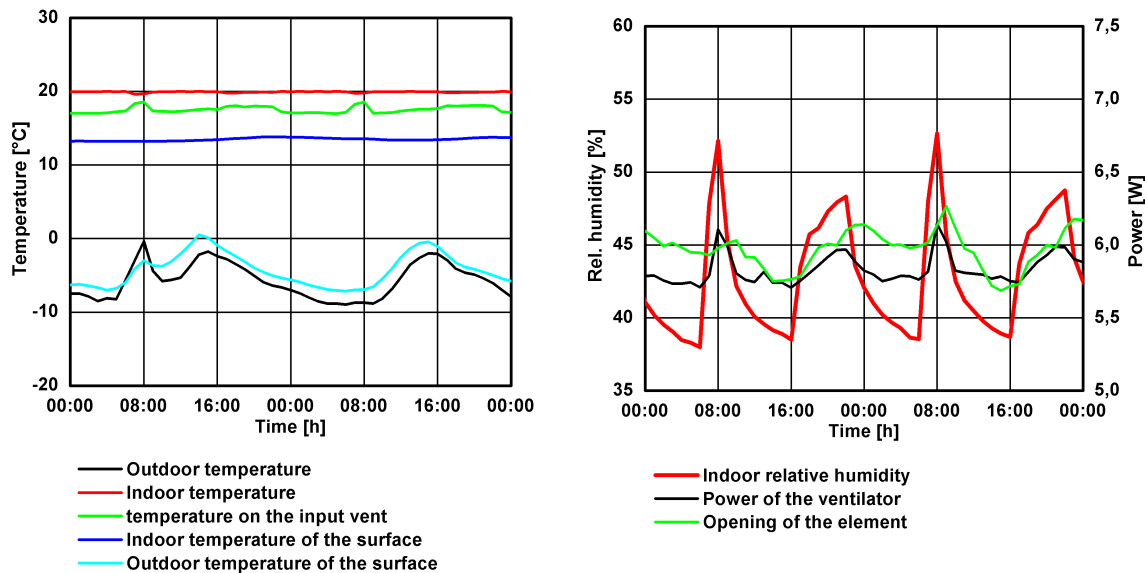 30
20
10
0
-10
-20
Temperature [°C]
00:00 08:00 16:00 00:00 08:00 16:00 00:00
Time [h]
Outdoor temperature
Indoor temperature
temperature on the input vent
Indoor temperature of the surface
Outdoor temperature of the surface
60
55
50
45
40
35
Rel. humidity [%]
7,5
7,0
6,5
6,0
5,5
5,0
Power [W]
00:00 08:00 16:00 00:00 08:00 16:00 00:00
Time [h]
Indoor relative humidity
Power of the ventilator
Opening of the element